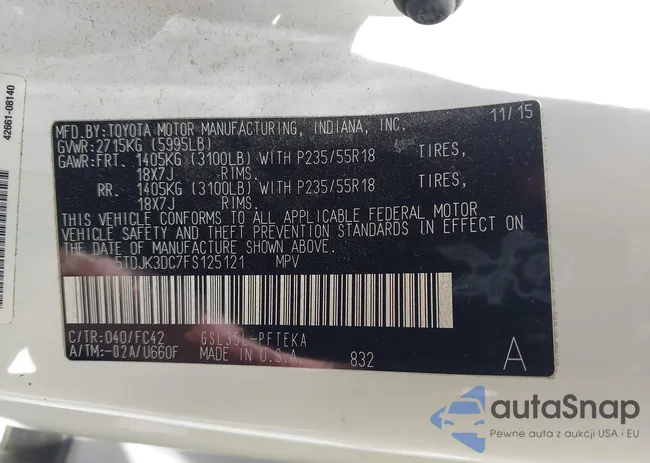 42661-08140
11/15
MFD.BY:TOYOTA MOTOR MANUFACTURING, INDIANA, INC.
GVWR:2715KG (5995LB)
GAWR:FRT. 1405KG (3100LB) WITH P235/55R18 TIRES,
18X7J RIMS.
RR. 1405KG (3100LB) WITH P235/55R18 TIRES,
18X7J RIMS.
THIS VEHICLE CONFORMS TO ALL APPLICABLE FEDERAL MOTOR
VEHICLE SAFETY AND THEFT PREVENTION STANDARDS IN EFFECT ON
THE DATE OF MANUFACTURE SHOWN ABOVE.
5TDJK3DC7FS125121 MPV
C/TR:040/FC42 GSL35L-PFTEKA
A/TM:-02A/U660F MADE IN U.S.A 832
A
autaSnap
Pewne auta z aukcji USA i EU